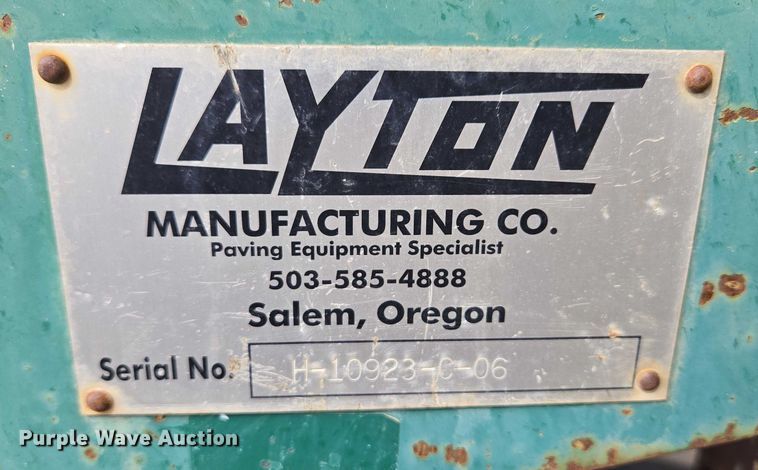 LAYTON
MANUFACTURING CO.
Paving Equipment Specialist
503-585-4888
Salem, Oregon
Serial No. H-10923-C-06
Purple Wave Auction